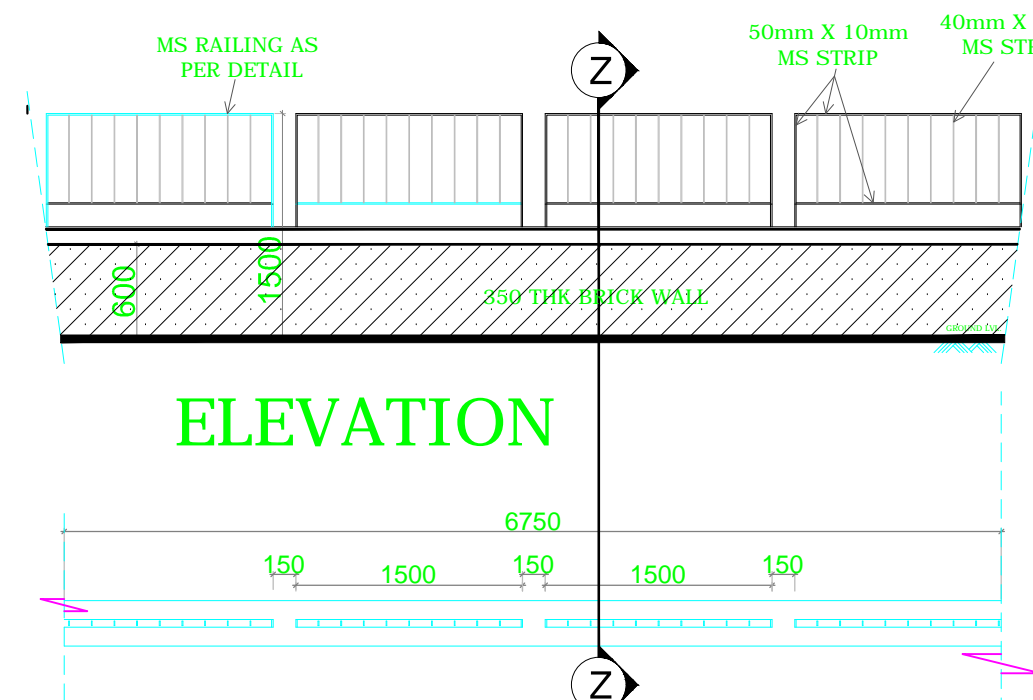 MS RAILING AS
PER DETAIL
Z
50mm X 10mm
MS STRIP
40mm X
MS
1500
600
350 THK BRICK WALL
GROUND LVL
ELEVATION
6750
150
1500
150
1500
150
Z